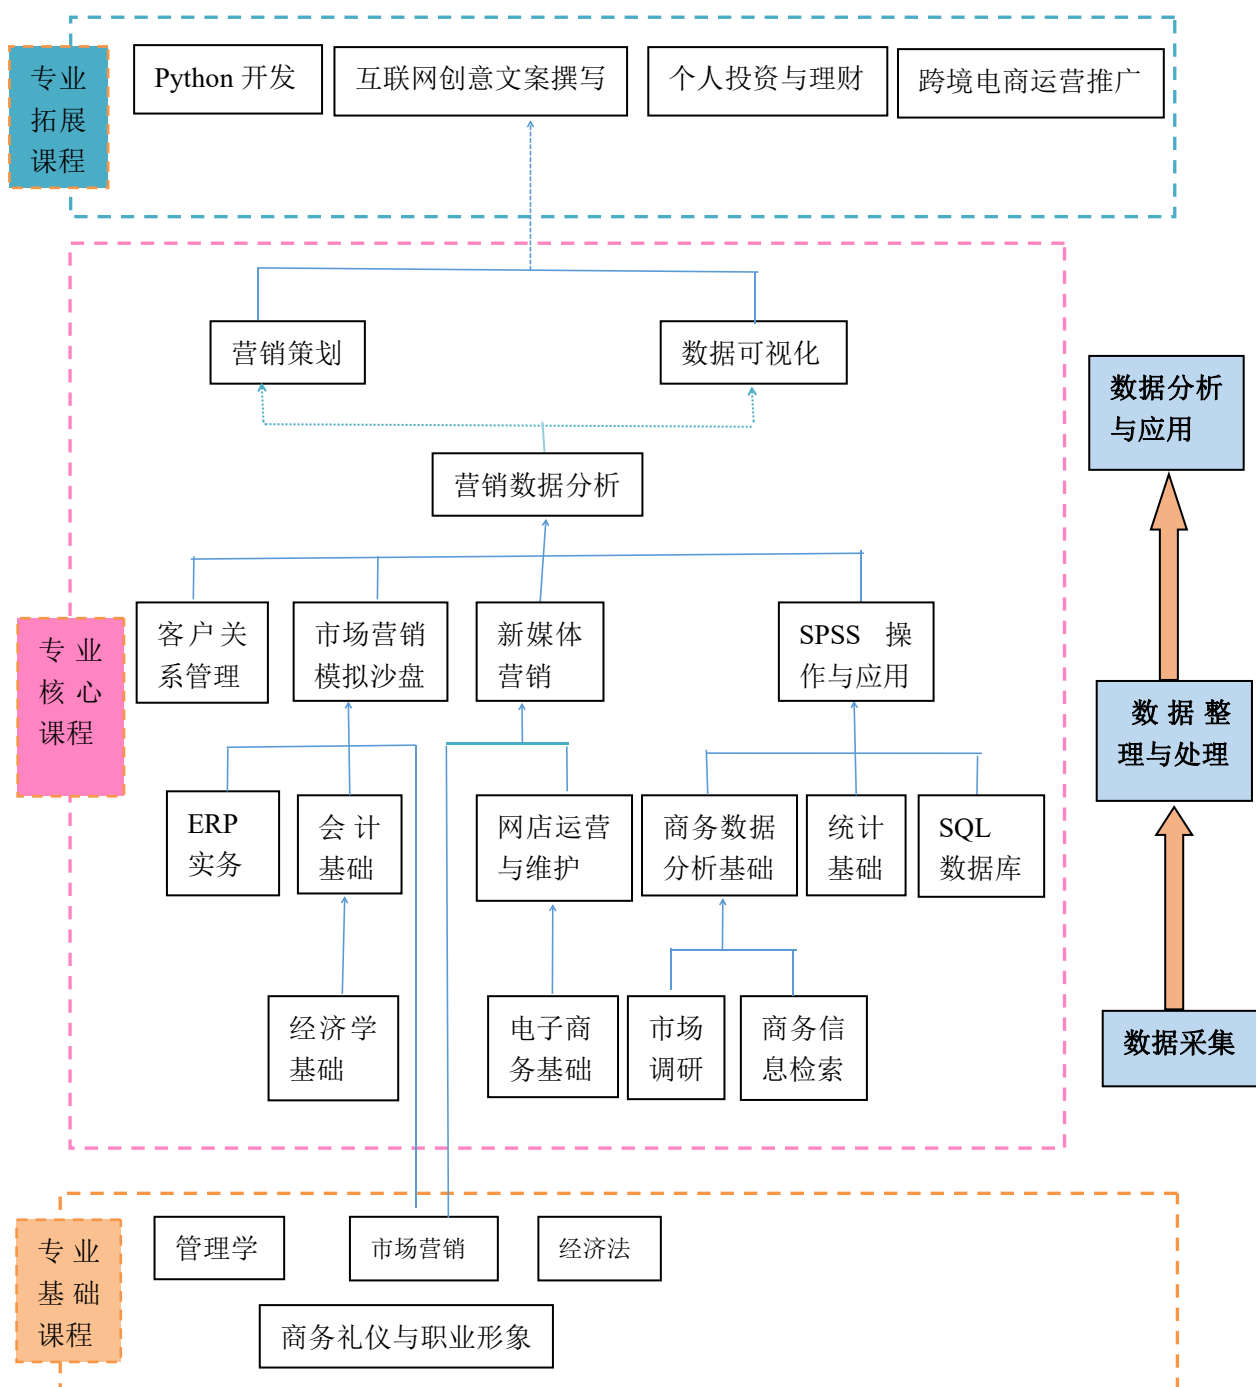 专业
拓展
课程
Python 开发
互联网创意文案撰写
个人投资与理财
跨境电商运营推广
营销策划
数据可视化
数据分析
与应用
营销数据分析
专 业
核 心
课程
客户关
系管理
市场营销
模拟沙盘
新媒体
营销
SPSS 操
作与应用
数 据 整
理与处理
ERP
实务
会 计
基础
网店运营
与维护
商务数据
分析基础
统计
基础
SQL
数据库
经济学
基础
电子商
务基础
市场
调研
商务信
息检索
数据采集
专 业
基 础
课程
管理学
市场营销
经济法
商务礼仪与职业形象